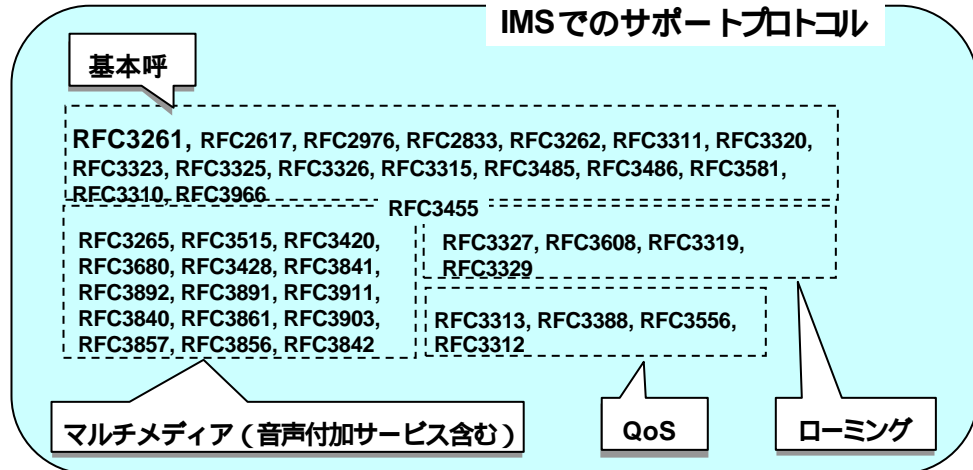 IMSでのサポートプロトコル
基本呼
RFC3261, RFC2617, RFC2976, RFC2833, RFC3262, RFC3311, RFC3320,
RFC3323, RFC3325, RFC3326, RFC3315, RFC3485, RFC3486, RFC3581,
RFC3310, RFC3966
RFC3455
RFC3265, RFC3515, RFC3420,
RFC3680, RFC3428, RFC3841,
RFC3892, RFC3891, RFC3911,
RFC3840, RFC3861, RFC3903,
RFC3857, RFC3856, RFC3842
RFC3327, RFC3608, RFC3319,
RFC3329
RFC3313, RFC3388, RFC3556,
RFC3312
マルチメディア（音声付加サービス含む）
QoS
ローミング